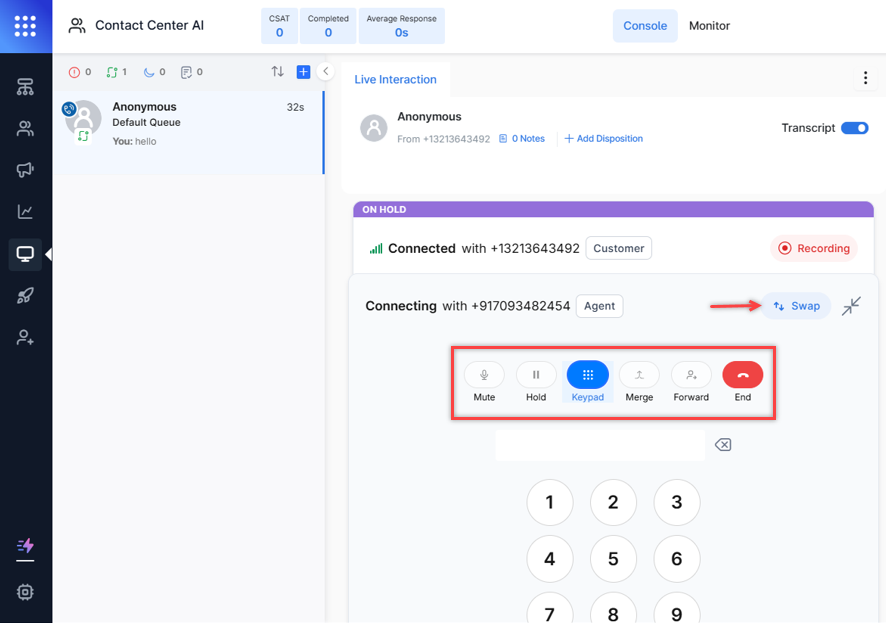 Contact Center AI
CSAT
0
Completed
0
Average Response
0s
Console
Monitor
0
1
0
0
Anonymous
32s
Default Queue
You: hello
Live Interaction
Anonymous
From +13213643492
0 Notes
Add Disposition
Transcript
ON HOLD
Connected with +13213643492
Customer
Recording
Connecting with +917093482454
Agent
Swap
Mute
Hold
Keypad
Merge
Forward
End
1
2
3
4
5
6
7
8
9